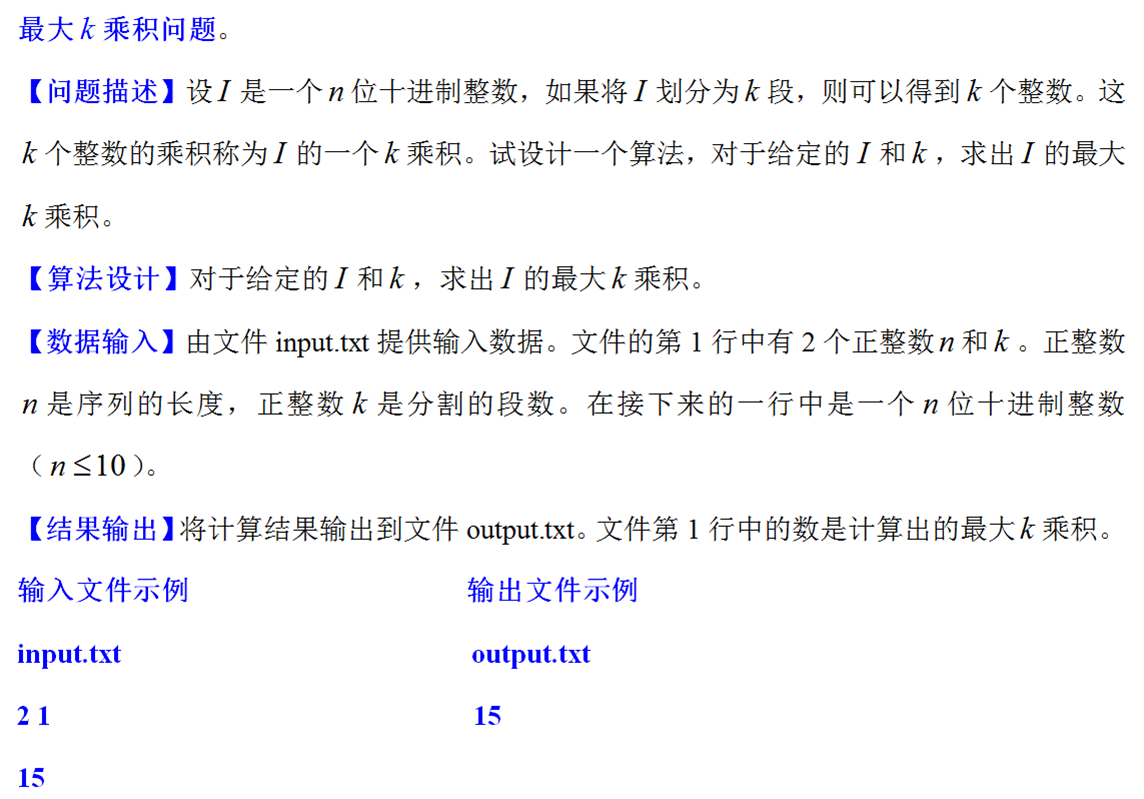 最大 k 乘积问题。
【问题描述】设 I 是一个 n 位十进制整数，如果将 I 划分为 k 段，则可以得到 k 个整数。这
k 个整数的乘积称为 I 的一个 k 乘积。试设计一个算法，对于给定的 I 和 k ，求出 I 的最大
k 乘积。
【算法设计】对于给定的 I 和 k ，求出 I 的最大 k 乘积。
【数据输入】由文件 input.txt 提供输入数据。文件的第 1 行中有 2 个正整数 n 和 k 。正整数
n 是序列的长度，正整数 k 是分割的段数。在接下来的一行中是一个 n 位十进制整数
（ n ≤10 ）。
【结果输出】将计算结果输出到文件 output.txt。文件第 1 行中的数是计算出的最大 k 乘积。
输入文件示例 输出文件示例
input.txt output.txt
2 1 15
15